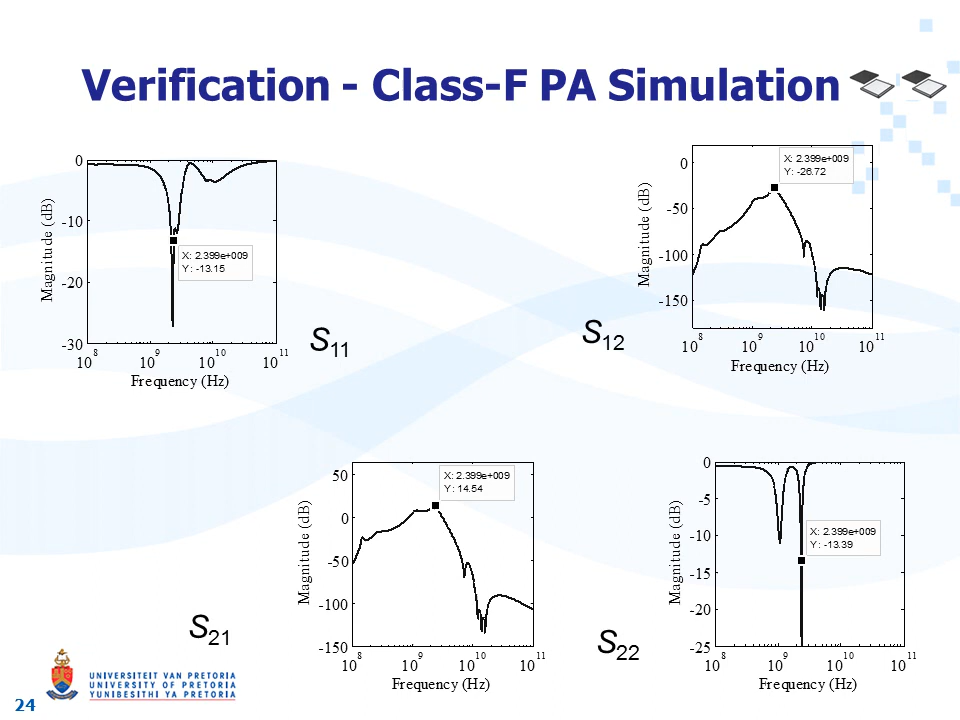 Verification - Class-F PA Simulation
0
-10
-20
-30
Magnitude (dB)
X: 2.399e+009
Y: -13.15
10^8 10^9 10^10 10^11
Frequency (Hz)
S11
0
-50
-100
-150
Magnitude (dB)
X: 2.399e+009
Y: -26.72
10^8 10^9 10^10 10^11
Frequency (Hz)
S12
50
0
-50
-100
-150
Magnitude (dB)
X: 2.399e+009
Y: 14.54
10^8 10^9 10^10 10^11
Frequency (Hz)
S21
0
-5
-10
-15
-20
-25
Magnitude (dB)
X: 2.399e+009
Y: -13.39
10^8 10^9 10^10 10^11
Frequency (Hz)
S22
UNIVERSITEIT VAN PRETORIA
UNIVERSITY OF PRETORIA
YUNIBESITHI YA PRETORIA
24